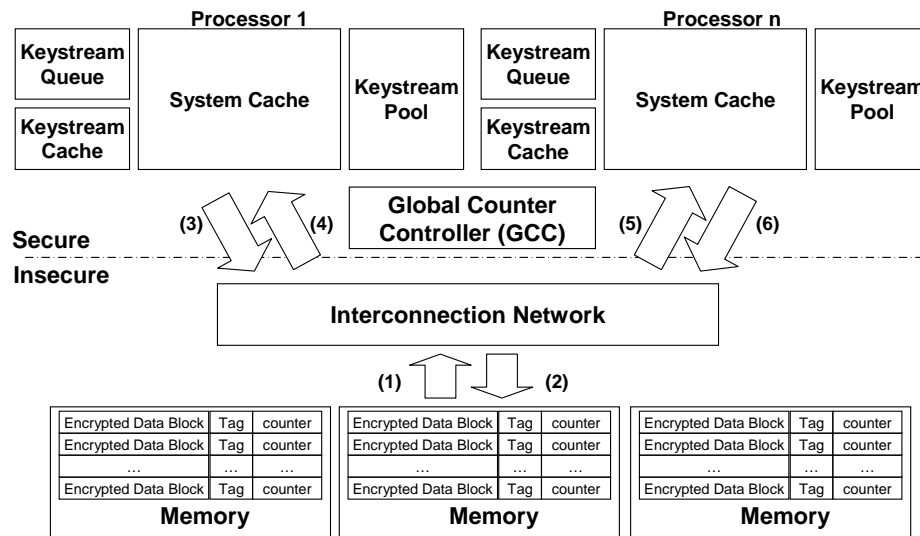 Processor 1
Processor n
Keystream
Queue
Keystream
Cache
System Cache
Keystream
Pool
Keystream
Queue
Keystream
Cache
System Cache
Keystream
Pool
(3)
(4)
Global Counter
Controller (GCC)
(5)
(6)
Secure
Insecure
Interconnection Network
(1)
(2)
Encrypted Data Block Tag counter
Encrypted Data Block Tag counter
... ... ...
Encrypted Data Block Tag counter
Memory
Encrypted Data Block Tag counter
Encrypted Data Block Tag counter
... ... ...
Encrypted Data Block Tag counter
Memory
Encrypted Data Block Tag counter
Encrypted Data Block Tag counter
... ... ...
Encrypted Data Block Tag counter
Memory